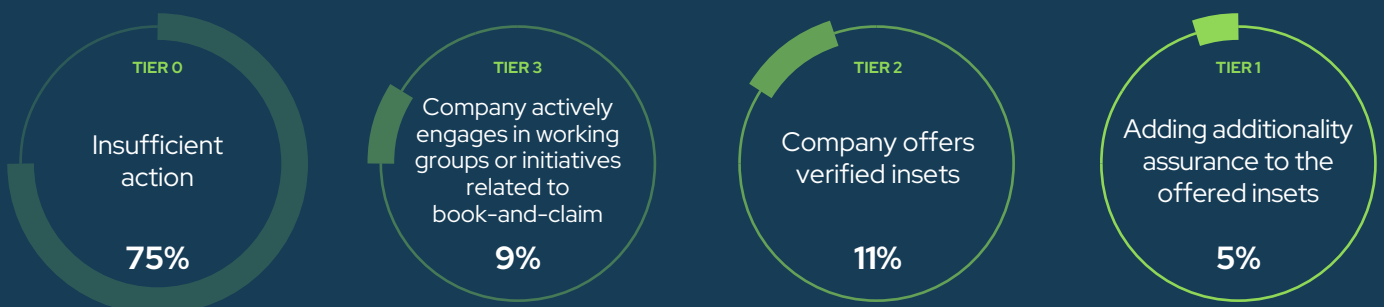 TIER 0
Insufficient
action
75%
TIER 3
Company actively
engages in working
groups or initiatives
related to
book-and-claim
9%
TIER 2
Company offers
verified insets
11%
TIER 1
Adding additionality
assurance to the
offered insets
5%